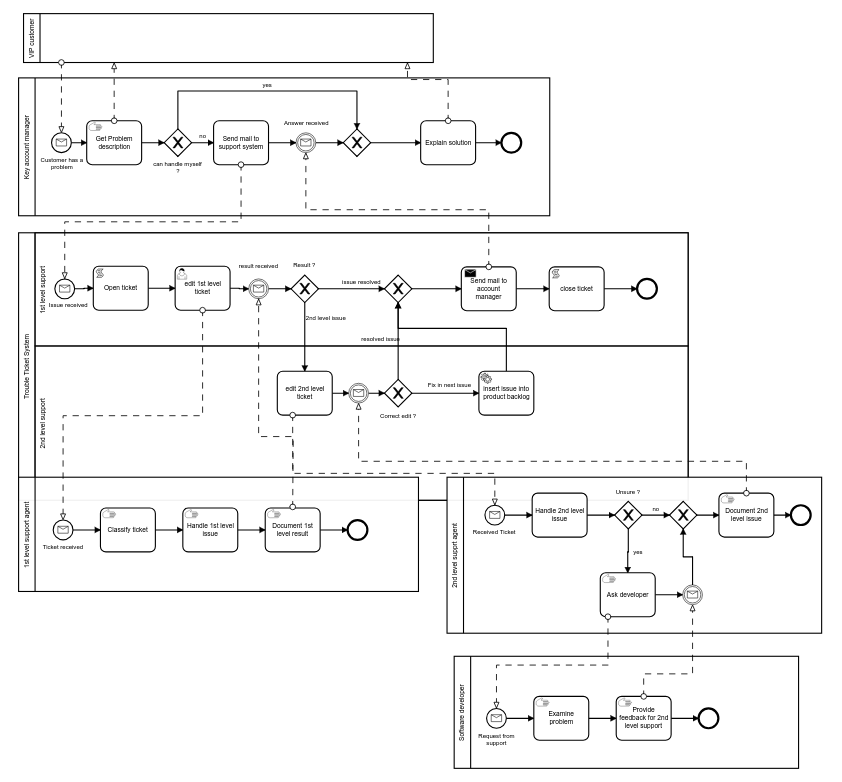 VIP customer
Key account manager
yes
Get Problem
description
no
Send mail to
support system
Answer received
Explain solution
Customer has a
problem
can handle myself
?
Trouble Ticket System
1st level support
Issue received
Open ticket
edit 1st level
ticket
result received
Result ?
issue resolved
Send mail to
account
manager
close ticket
2nd level issue
resolved issue
2nd level support
edit 2nd level
ticket
Correct edit ?
Fix in next issue
insert issue into
product backlog
1st level support agent
Ticket received
Classify ticket
Handle 1st level
issue
Document 1st
level result
2nd level supprt agent
Received Ticket
Handle 2nd level
issue
Unsure ?
no
Document 2nd
level issue
yes
Ask developer
Software developer
Request from
support
Examine
problem
Provide
feedback for 2nd
level support